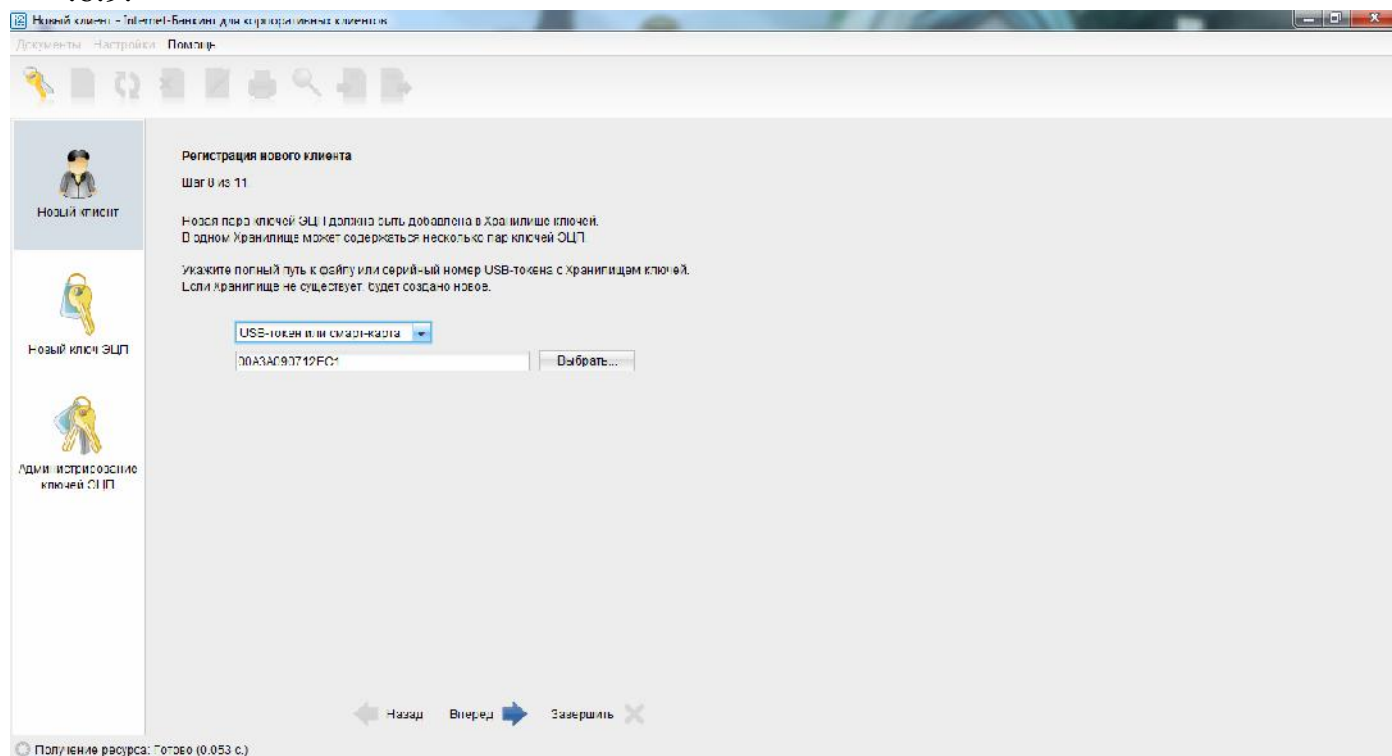 Новый клиент - Internet-Банкинг для корпоративных клиентов
Документы Настройки Помощь
Регистрация нового клиента
Шаг 8 из 11
Новая пара ключей ЭЦП должна быть добавлена в Хранилище ключей.
В одном Хранилище может содержаться несколько пар ключей ЭЦП.
Укажите полный путь к файлу или серийный номер USB-токена с Хранилищем ключей.
Если Хранилище не существует, будет создано новое.
USB-токен или смарт-карта
Выбрать...
Новый клиент
Новый ключ ЭЦП
Администрирование
ключей ЭЦП
Назад Вперед Завершить
Получение ресурса: Готово (0.053 с.)